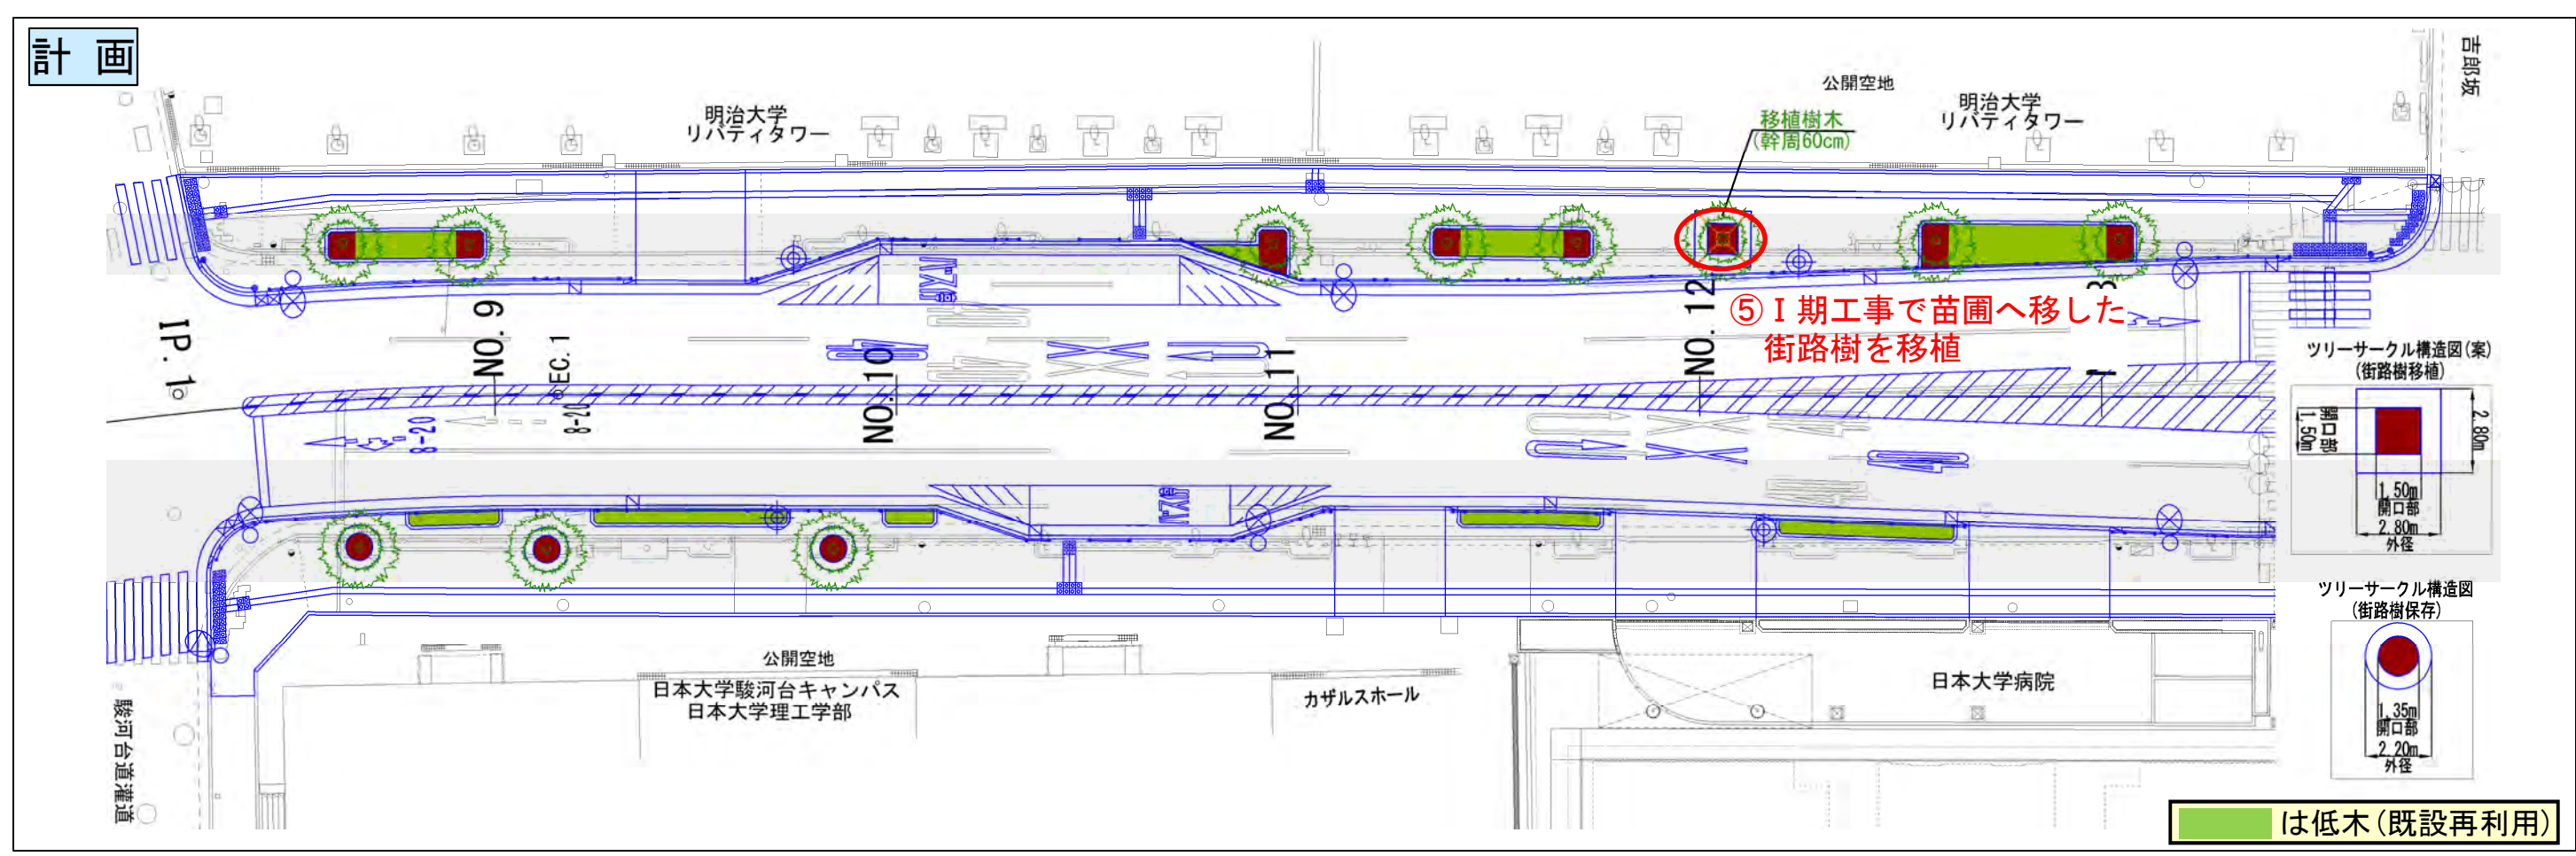 計 画
吉郎坂
公開空地
明治大学
リバティタワー
明治大学
リバティタワー
移植樹木
(幹周60cm)
IP. 1
NO. 9
EC. 1
NO. 10
NO. 11
NO. 12
⑤Ⅰ期工事で苗圃へ移した
街路樹を移植
8-20
8-20
ツリーサークル構造図(案)
(街路樹移植)
開口部
1.50m
2.80m
1.50m
開口部
2.80m
外径
ツリーサークル構造図
(街路樹保存)
1.35m
開口部
2.20m
外径
公開空地
日本大学駿河台キャンパス
日本大学理工学部
カザルスホール
日本大学病院
駿河台道灌道
は低木(既設再利用)